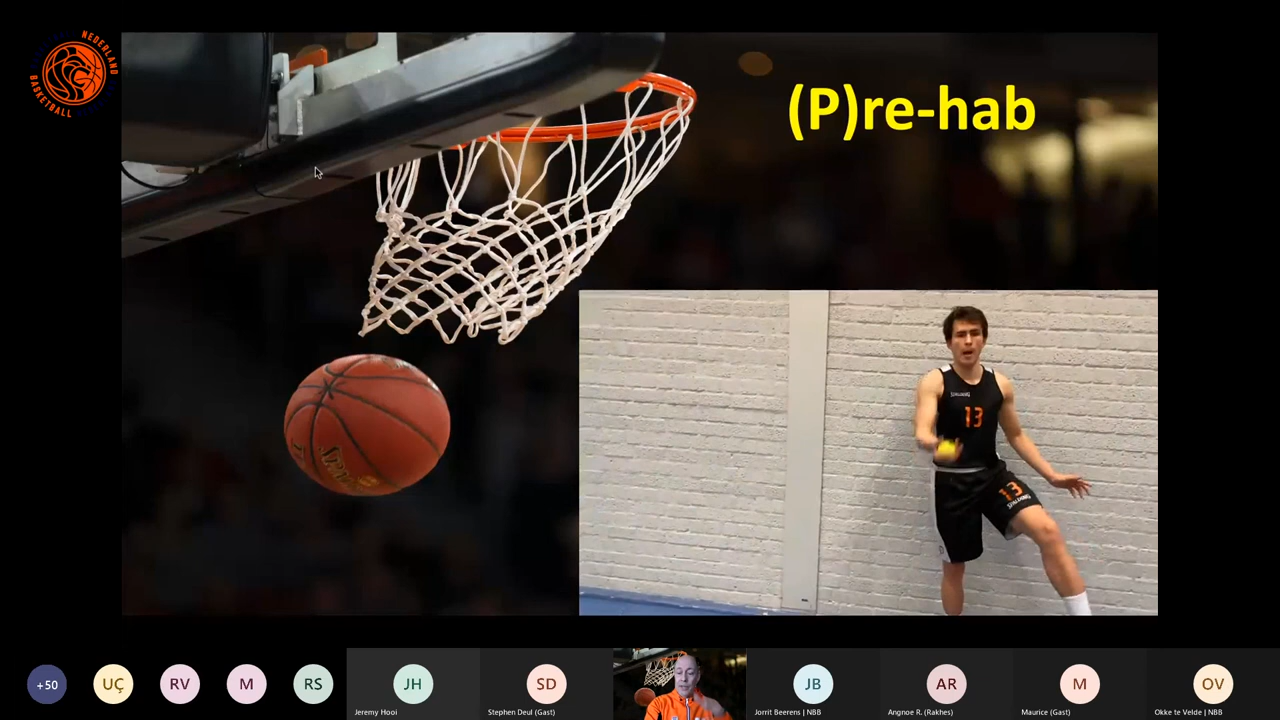 NEDERLAND
BASKETBALL
(P)re-hab
SPALDING
13
13
SPALDING
+50
UÇ
RV
M
RS
JH
Jeremy Hooi
SD
Stephen Deul (Gast)
JB
Jorrit Beerens | NBB
AR
Angnoe R. (Rakhes)
M
Maurice (Gast)
OV
Okke te Velde | NBB